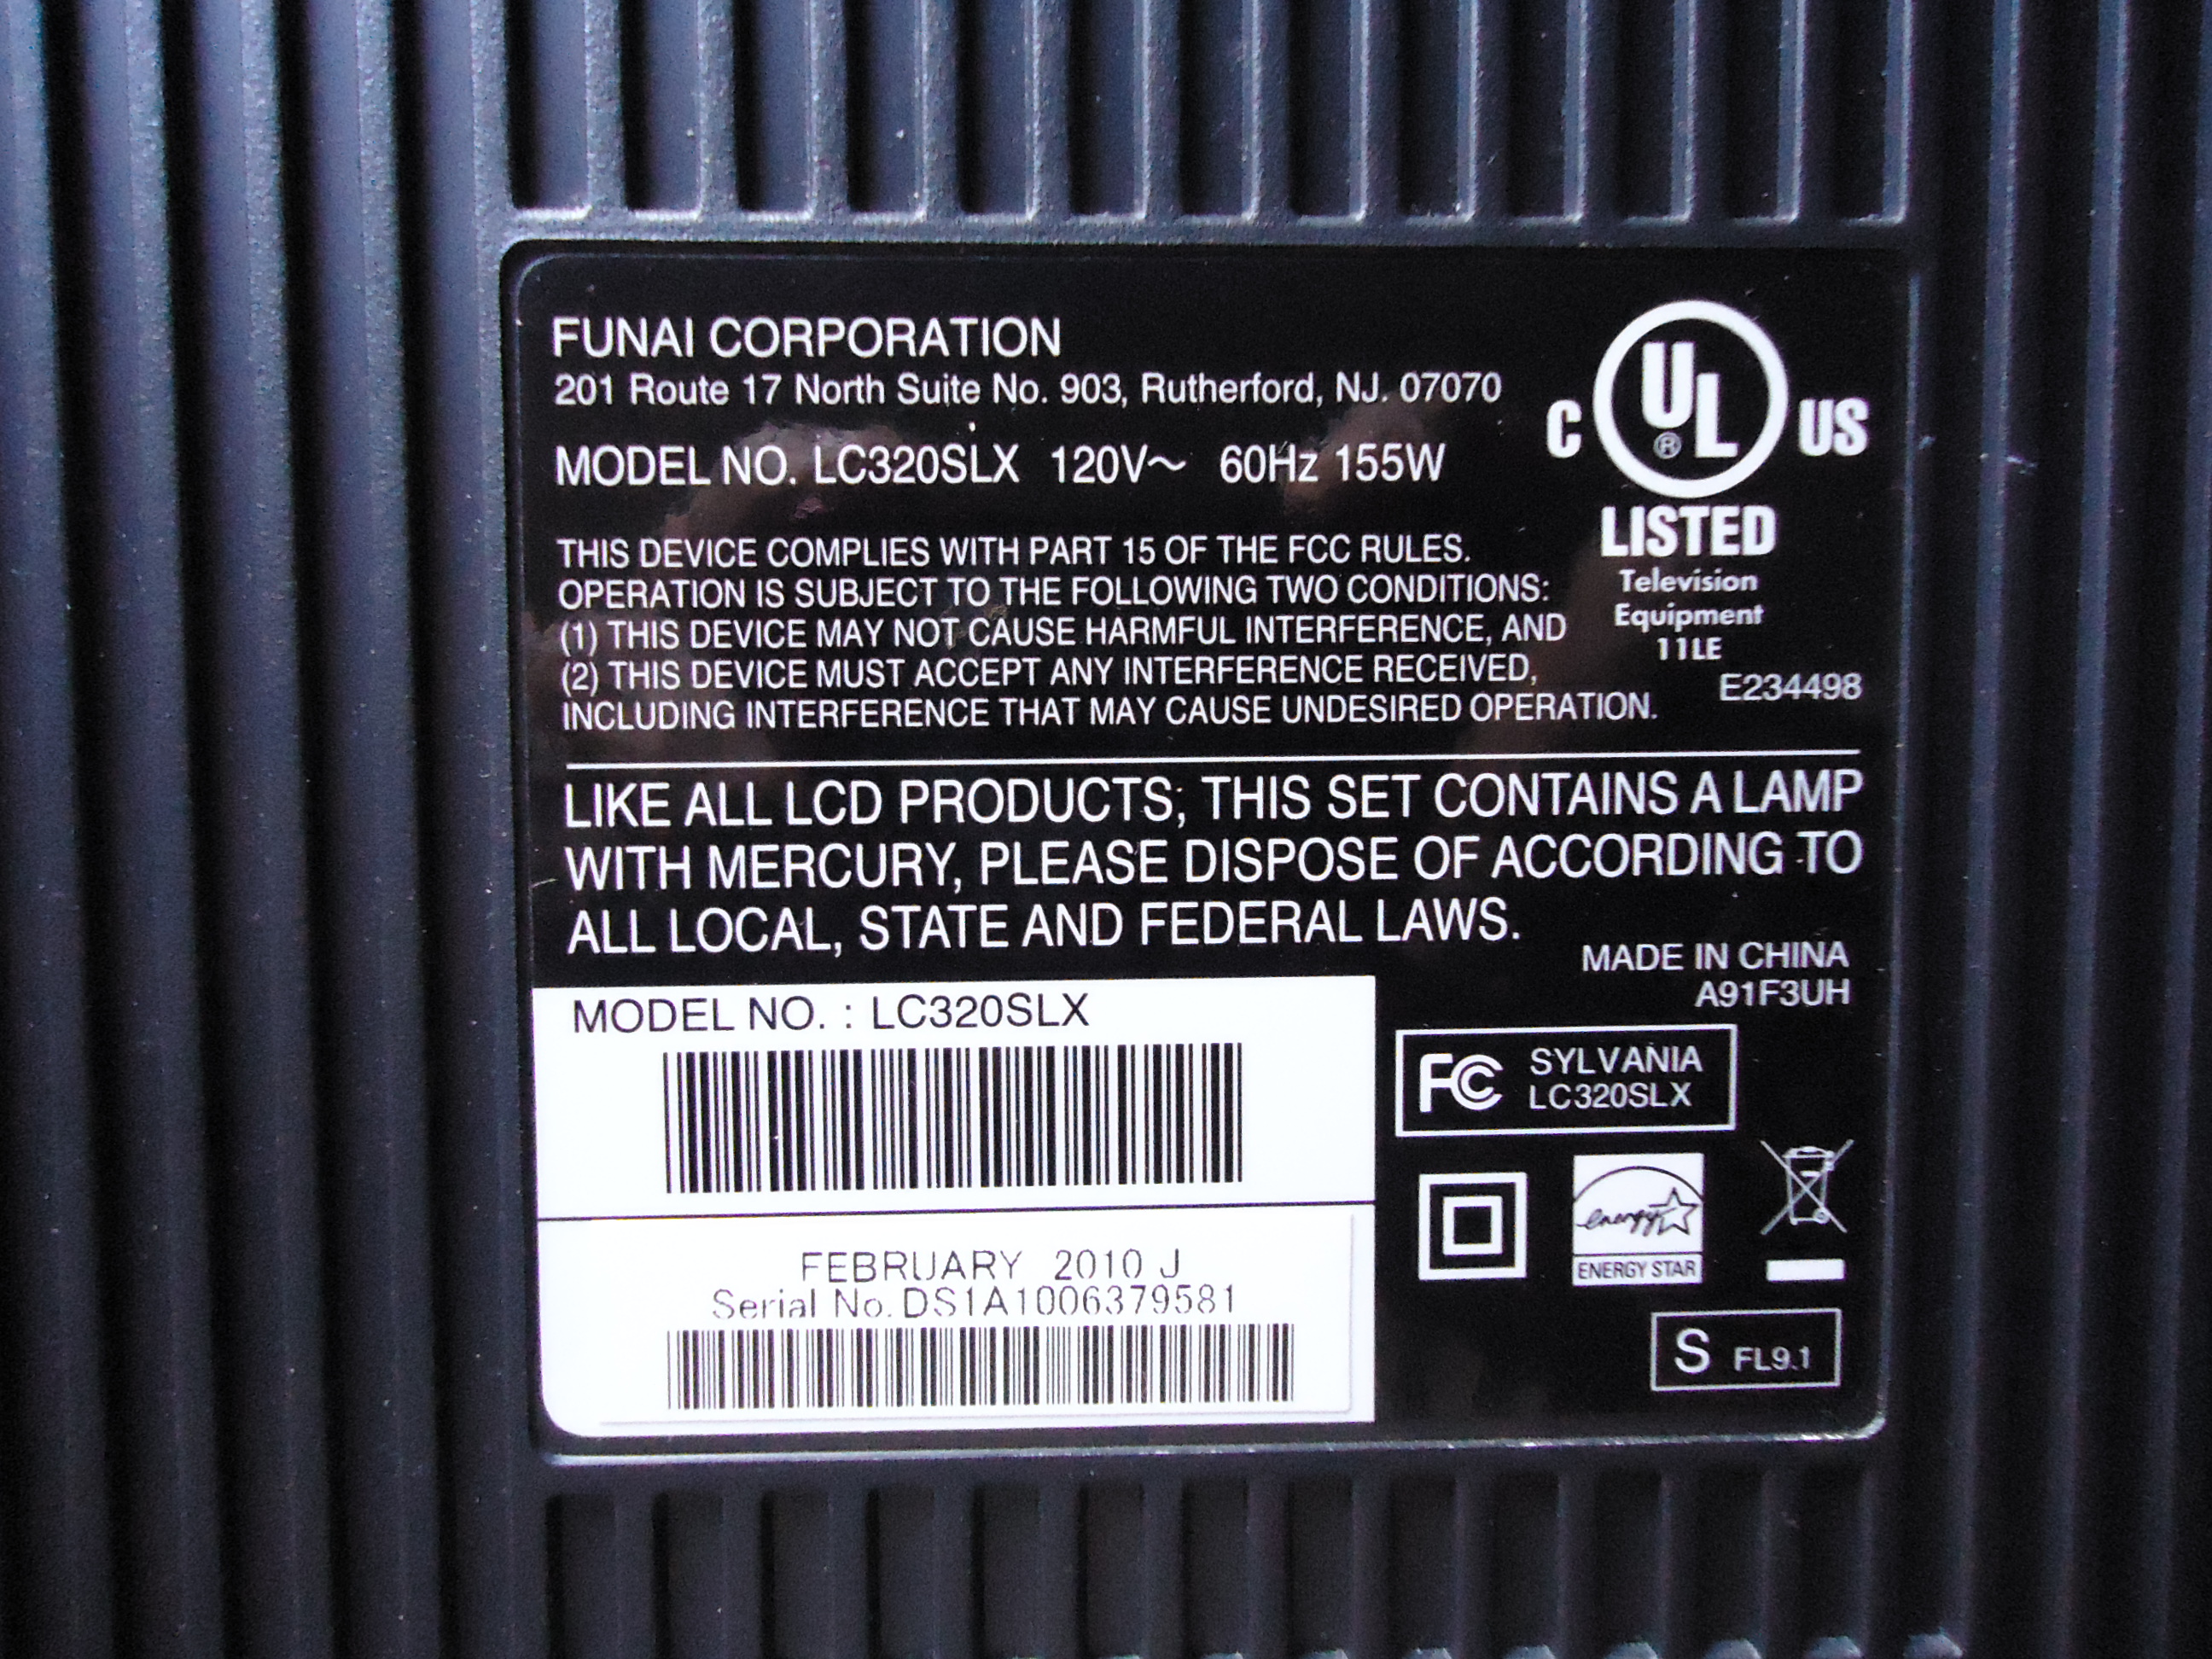 FUNAI CORPORATION
201 Route 17 North Suite No. 903, Rutherford, NJ. 07070
MODEL NO. LC320SLX 120V~ 60Hz 155W
C UL ® US
LISTED
Television
Equipment
11LE
E234498
THIS DEVICE COMPLIES WITH PART 15 OF THE FCC RULES.
OPERATION IS SUBJECT TO THE FOLLOWING TWO CONDITIONS:
(1) THIS DEVICE MAY NOT CAUSE HARMFUL INTERFERENCE, AND
(2) THIS DEVICE MUST ACCEPT ANY INTERFERENCE RECEIVED,
INCLUDING INTERFERENCE THAT MAY CAUSE UNDESIRED OPERATION.
LIKE ALL LCD PRODUCTS; THIS SET CONTAINS A LAMP
WITH MERCURY, PLEASE DISPOSE OF ACCORDING TO
ALL LOCAL, STATE AND FEDERAL LAWS.
MADE IN CHINA
A91F3UH
MODEL NO. : LC320SLX
FC SYLVANIA
LC320SLX
energy
ENERGY STAR
FEBRUARY 2010 J
Serial No. DS1A1006379581
S FL9.1